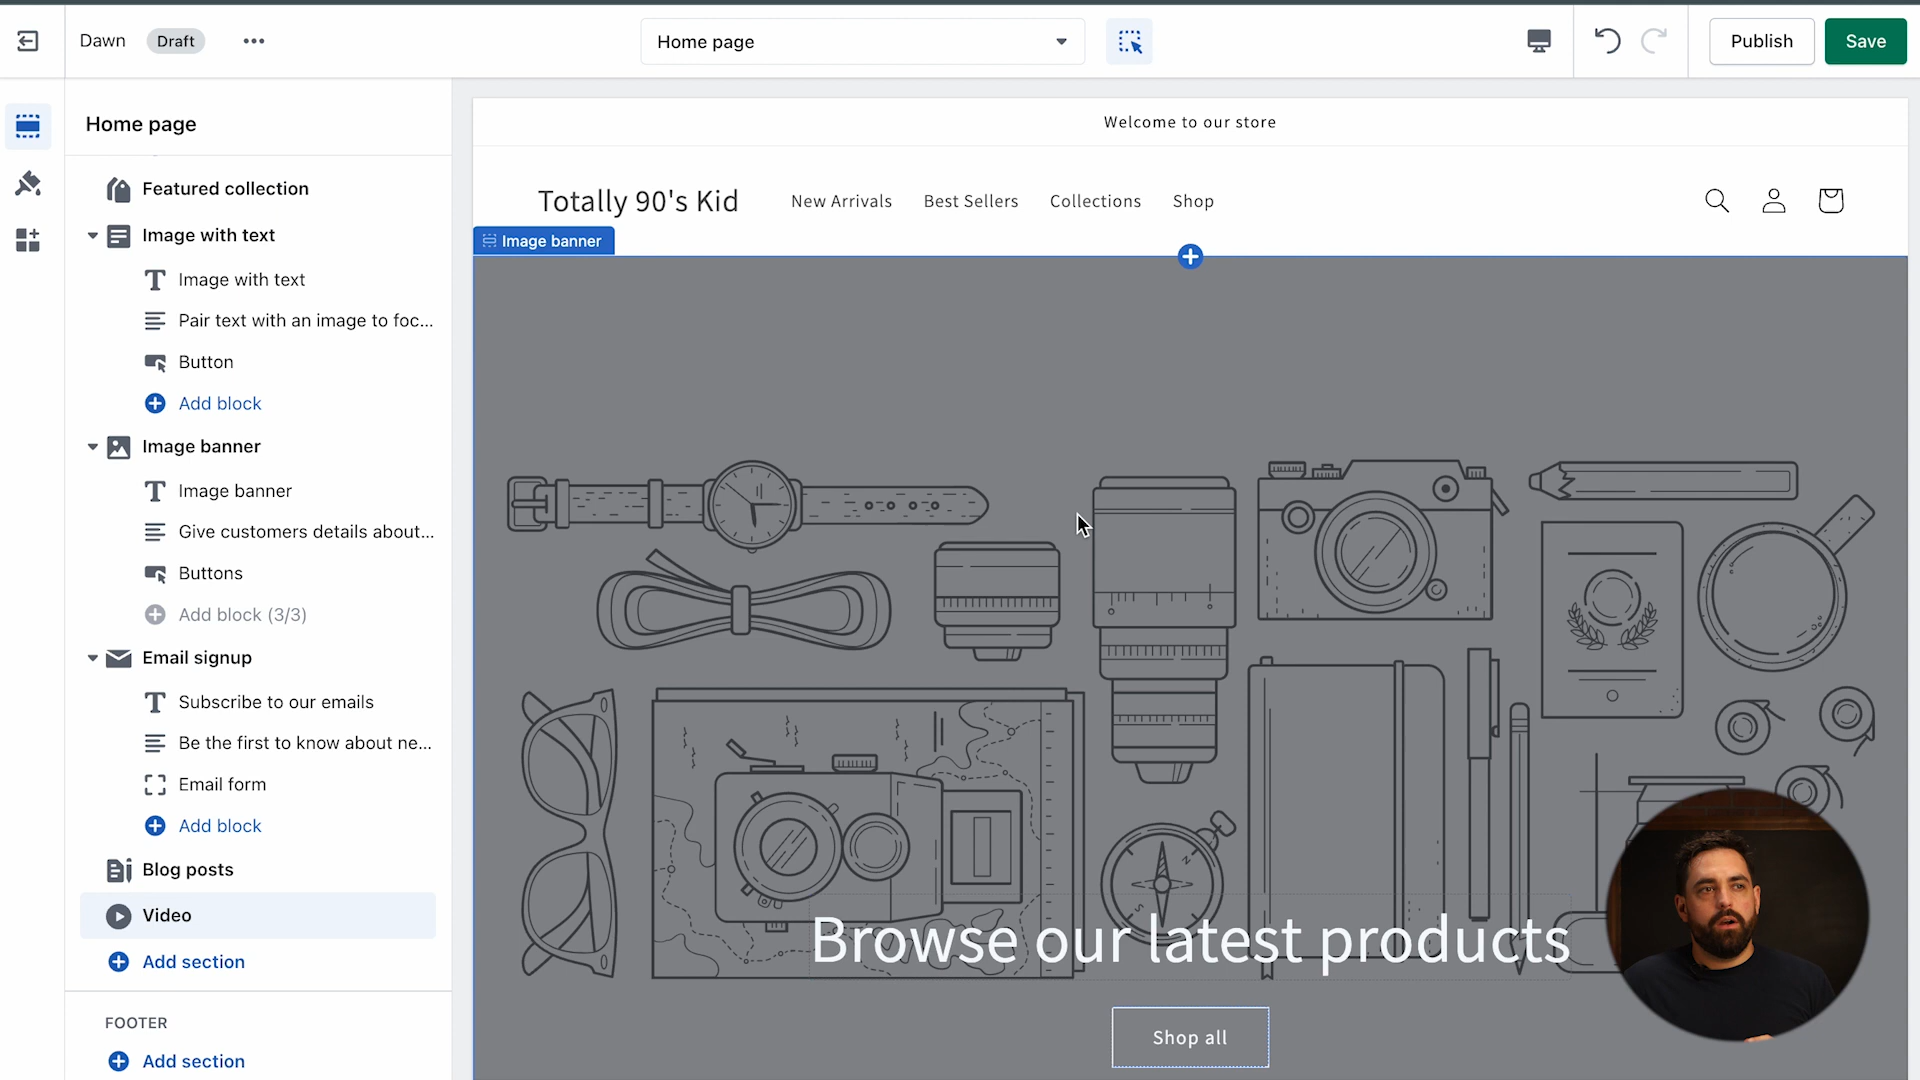 Dawn Draft
Home page
Publish
Save
Home page
Featured collection
Image with text
Image with text
Pair text with an image to foc...
Button
Add block
Image banner
Image banner
Give customers details about...
Buttons
Add block (3/3)
Email signup
Subscribe to our emails
Be the first to know about ne...
Email form
Add block
Blog posts
Video
Add section
FOOTER
Add section
Welcome to our store
Totally 90's Kid
New Arrivals Best Sellers Collections Shop
Image banner
Browse our latest products
Shop all